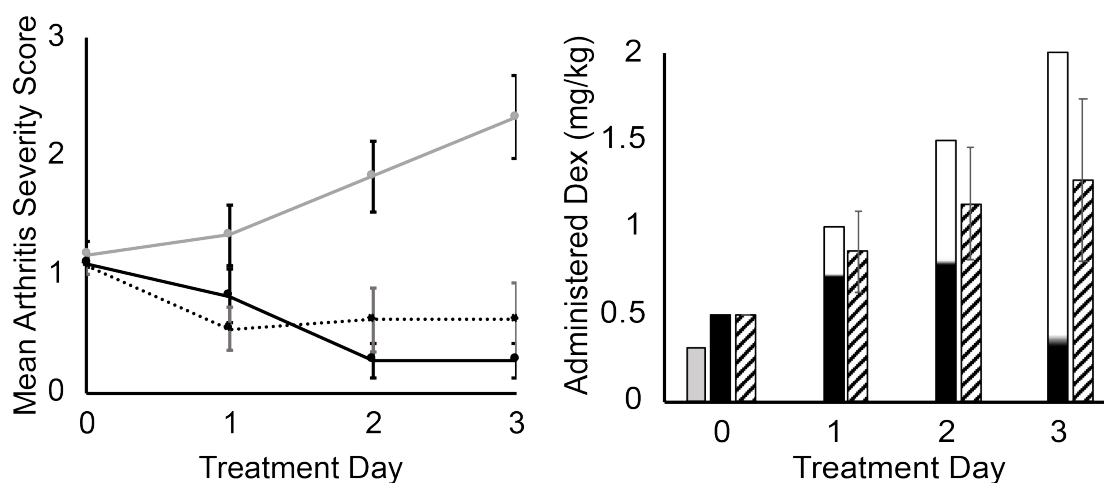 Mean Arthritis Severity Score
3
2
1
0
0 1 2 3
Treatment Day
Administered Dex (mg/kg)
2
1.5
1
0.5
0
0 1 2 3
Treatment Day